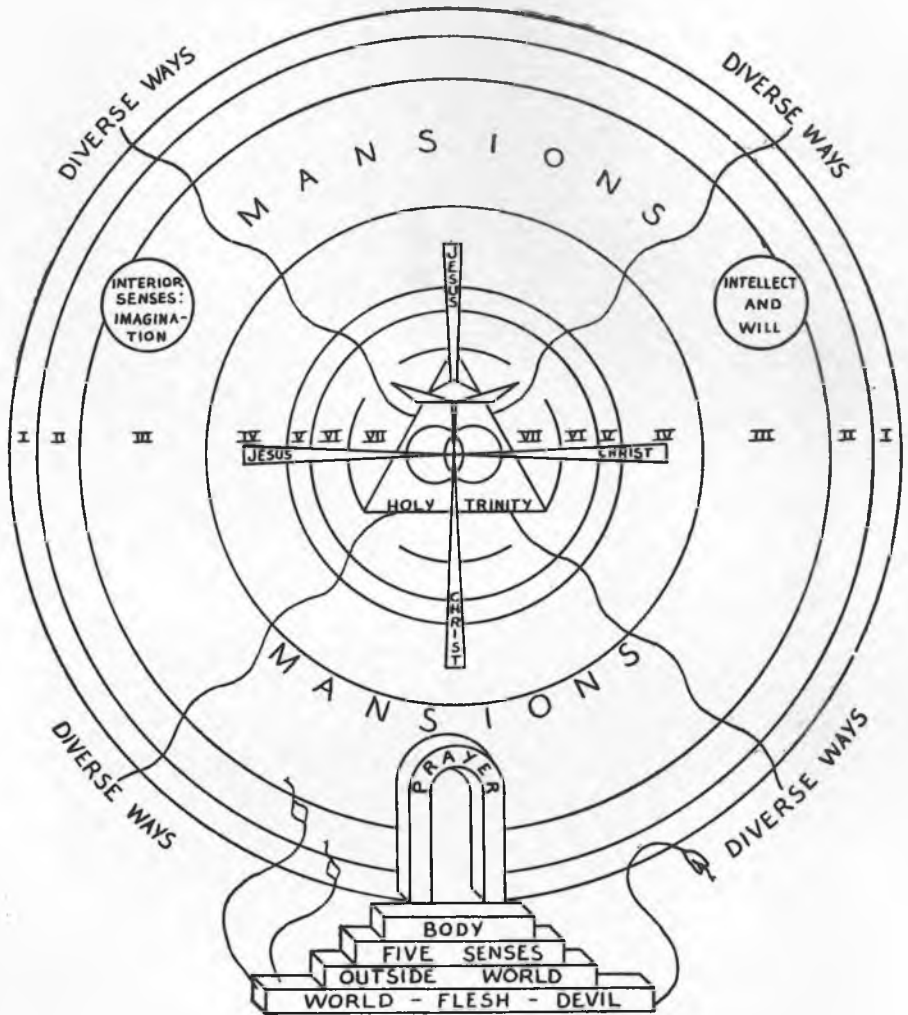 DIVERSE WAYS
DIVERSE WAYS
MANSIONS
JESUS
INTERIOR
SENSES:
IMAGINA-
TION
INTELLECT
AND
WILL
I II III IV V VI VII VII VI V IV III II I
JESUS CHRIST
HOLY TRINITY
CHRIST
MANSIONS
DIVERSE WAYS
DIVERSE WAYS
PRAYER
BODY
FIVE SENSES
OUTSIDE WORLD
WORLD - FLESH - DEVIL